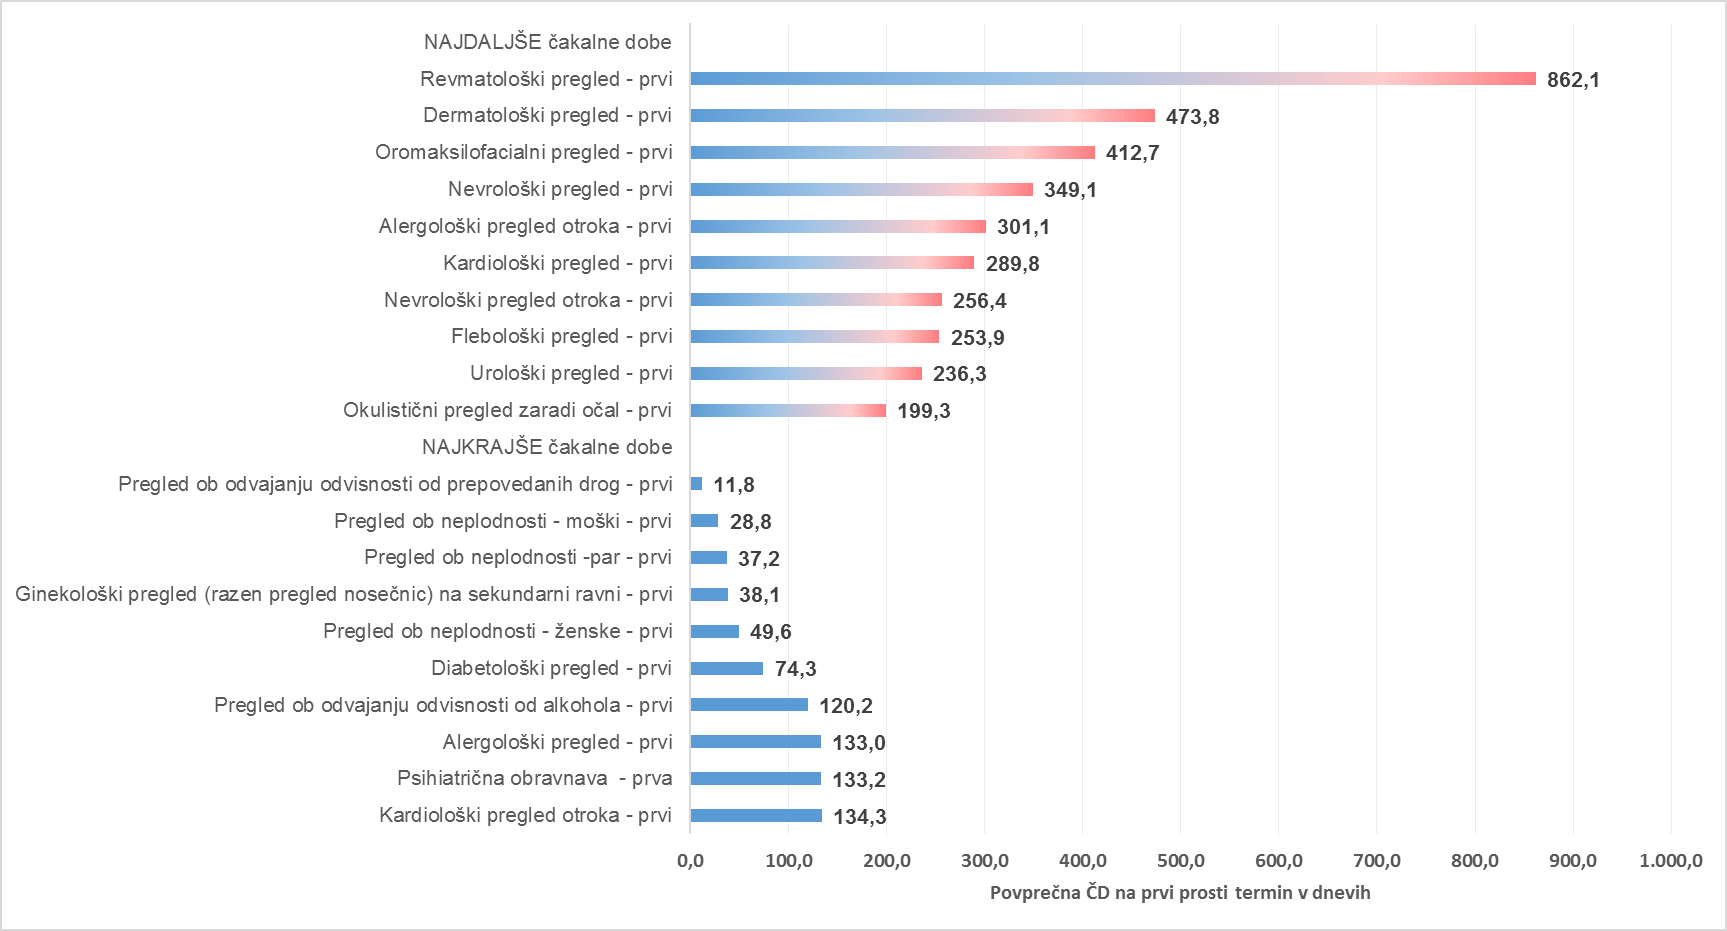 NAJDALJŠE čakalne dobe
Revmatološki pregled - prvi 862,1
Dermatološki pregled - prvi 473,8
Oromaksilofacialni pregled - prvi 412,7
Nevrološki pregled - prvi 349,1
Alergološki pregled otroka - prvi 301,1
Kardiološki pregled - prvi 289,8
Nevrološki pregled otroka - prvi 256,4
Flebološki pregled - prvi 253,9
Urološki pregled - prvi 236,3
Okulistični pregled zaradi očal - prvi 199,3
NAJKRAJŠE čakalne dobe
Pregled ob odvajanju odvisnosti od prepovedanih drog - prvi 11,8
Pregled ob neplodnosti - moški - prvi 28,8
Pregled ob neplodnosti -par - prvi 37,2
Ginekološki pregled (razen pregled nosečnic) na sekundarni ravni - prvi 38,1
Pregled ob neplodnosti - ženske - prvi 49,6
Diabetološki pregled - prvi 74,3
Pregled ob odvajanju odvisnosti od alkohola - prvi 120,2
Alergološki pregled - prvi 133,0
Psihiatrična obravnava  - prva 133,2
Kardiološki pregled otroka - prvi 134,3
0,0 100,0 200,0 300,0 400,0 500,0 600,0 700,0 800,0 900,0 1.000,0
Povprečna ČD na prvi prosti termin v dnevih